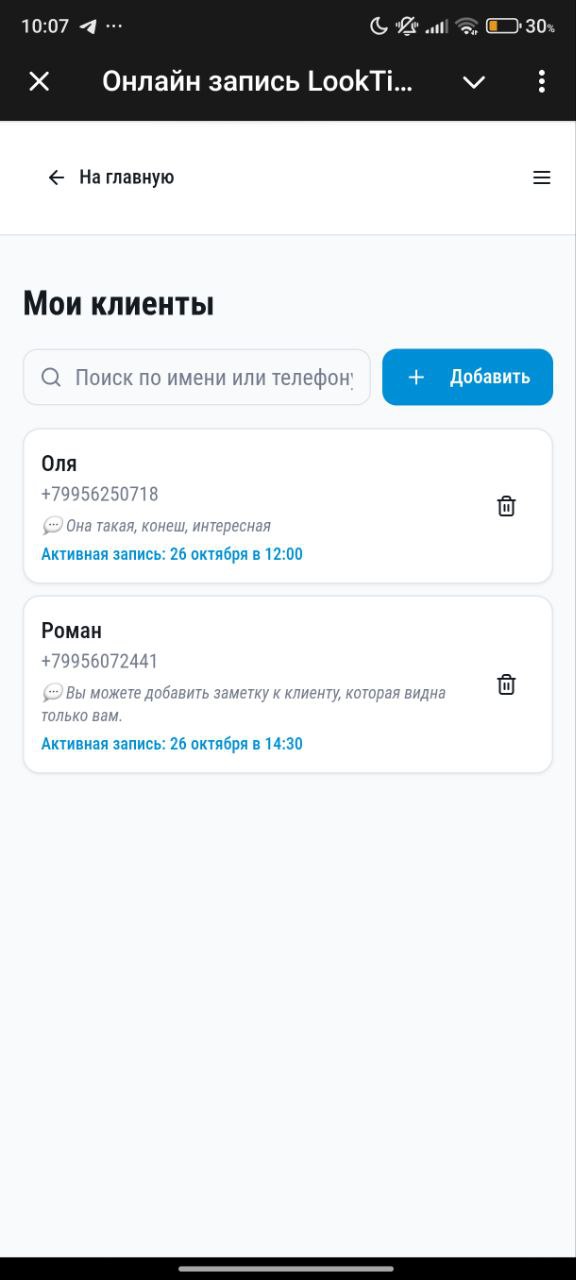 10:07 ··· 30%
Онлайн запись LookTi...
На главную
Мои клиенты
Поиск по имени или телефону
Добавить
Оля
+79956250718
💬 Она такая, конеш, интересная
Активная запись: 26 октября в 12:00
Роман
+79956072441
💬 Вы можете добавить заметку к клиенту, которая видна
только вам.
Активная запись: 26 октября в 14:30